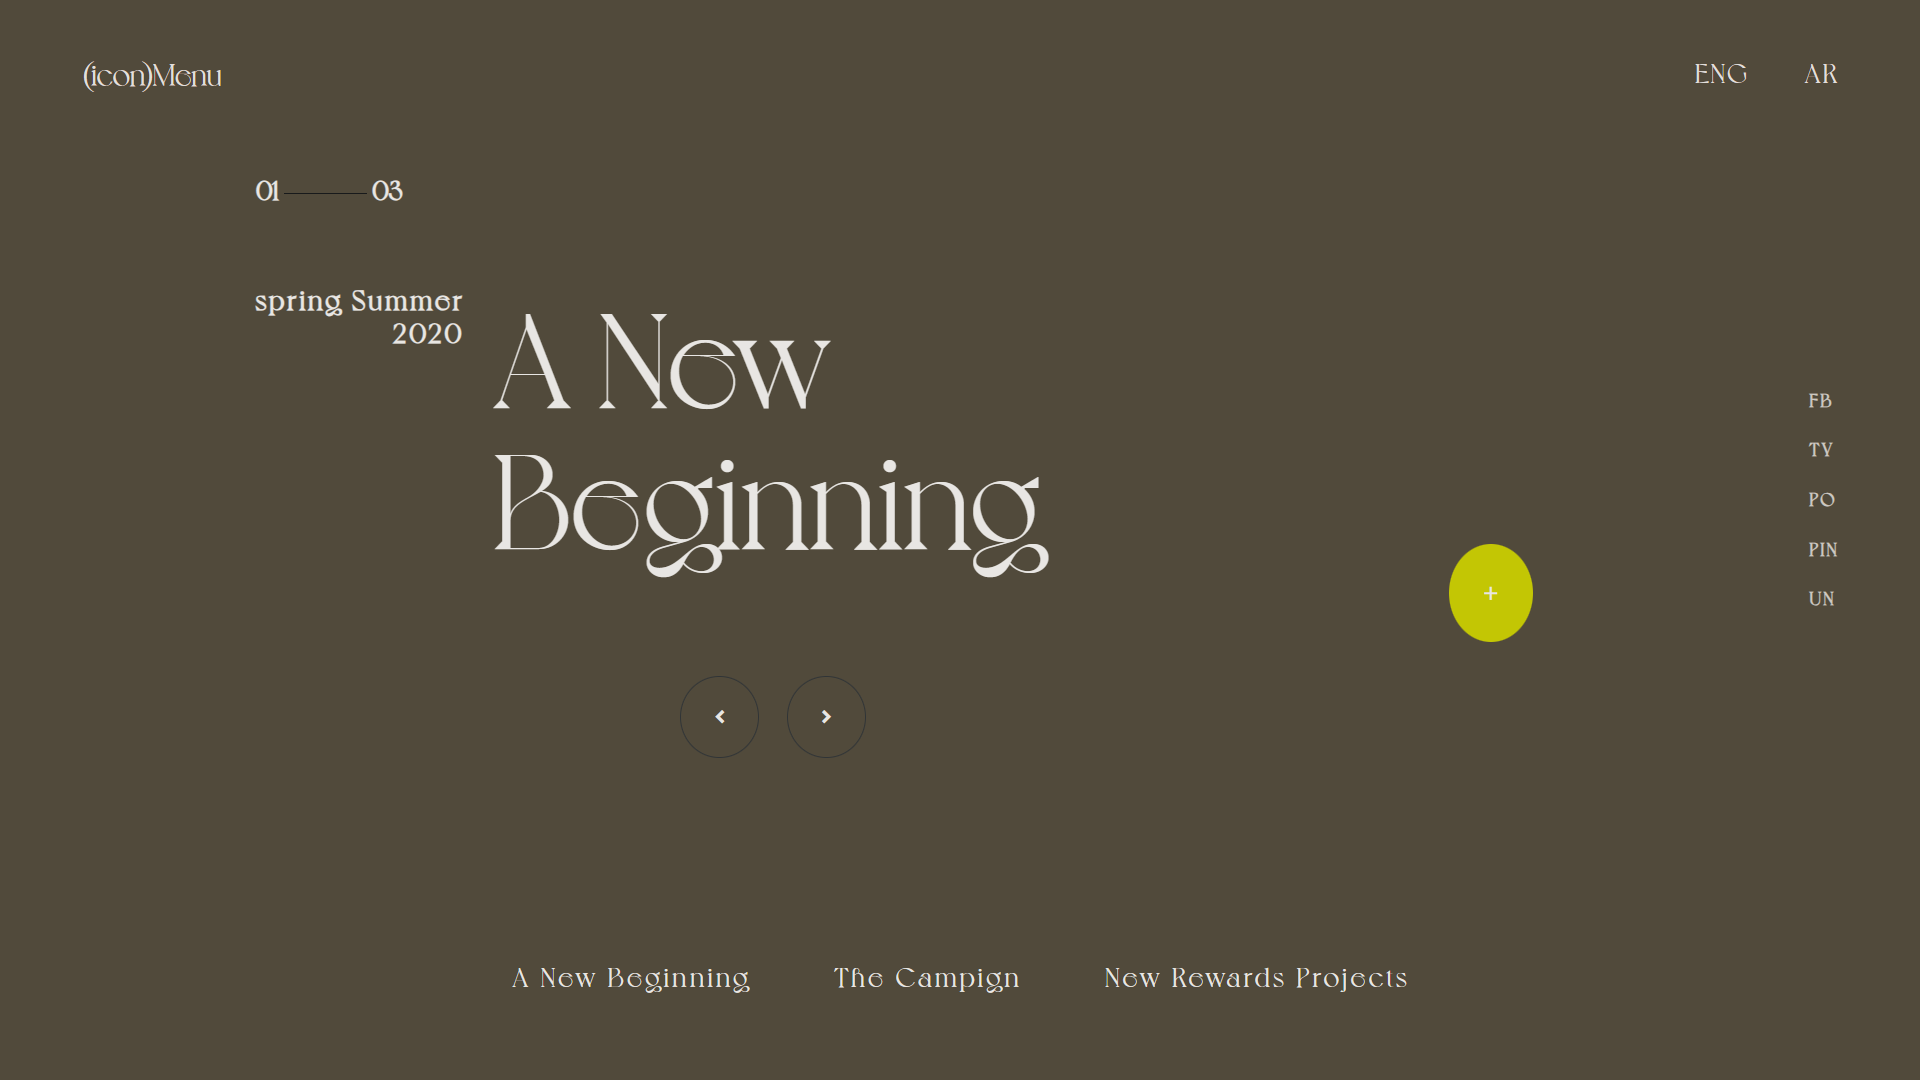 (icon)Menu
ENG AR
01 03
spring Summer
2020
A New
Beginning
FB
TY
PO
PIN
UN
+
A New Beginning The Campign New Rewards Projects